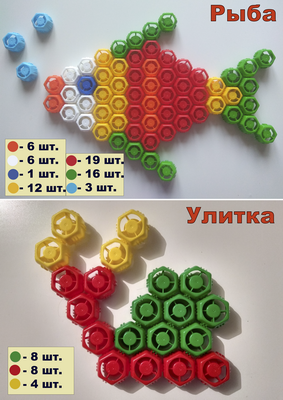 Рыба
- 6 шт.
- 6 шт. - 19 шт.
- 1 шт. - 16 шт.
- 12 шт. - 3 шт.
Улитка
- 8 шт.
- 8 шт.
- 4 шт.